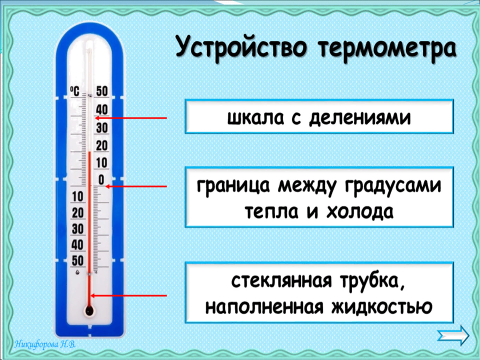 Устройство термометра
°C 50
40
30
20
10
0
10
20
30
40
50
шкала с делениями
граница между градусами
тепла и холода
стеклянная трубка,
наполненная жидкостью
Никифорова Н.В.